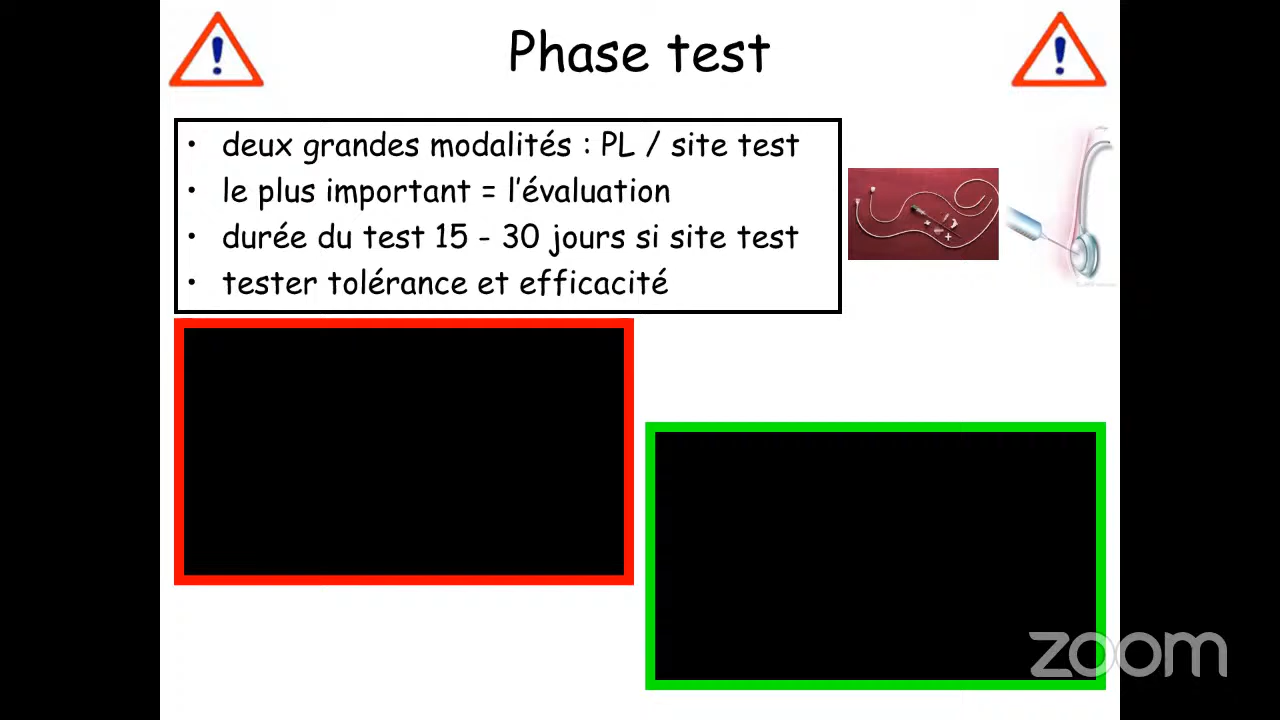 Phase test
• deux grandes modalités : PL / site test
• le plus important = l'évaluation
• durée du test 15 - 30 jours si site test
• tester tolérance et efficacité
zoom